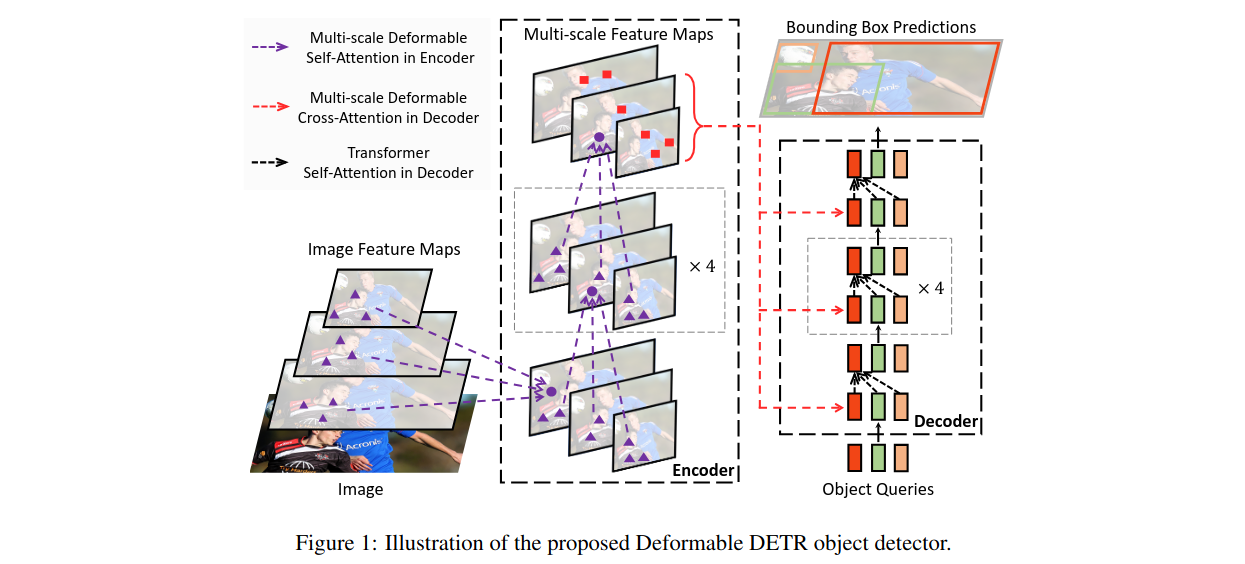 Multi-scale Deformable
Self-Attention in Encoder
Multi-scale Deformable
Cross-Attention in Decoder
Transformer
Self-Attention in Decoder
Image Feature Maps
Image
Multi-scale Feature Maps
× 4
Encoder
Bounding Box Predictions
Acronis
× 4
Decoder
Object Queries
Acronis
Figure 1: Illustration of the proposed Deformable DETR object detector.